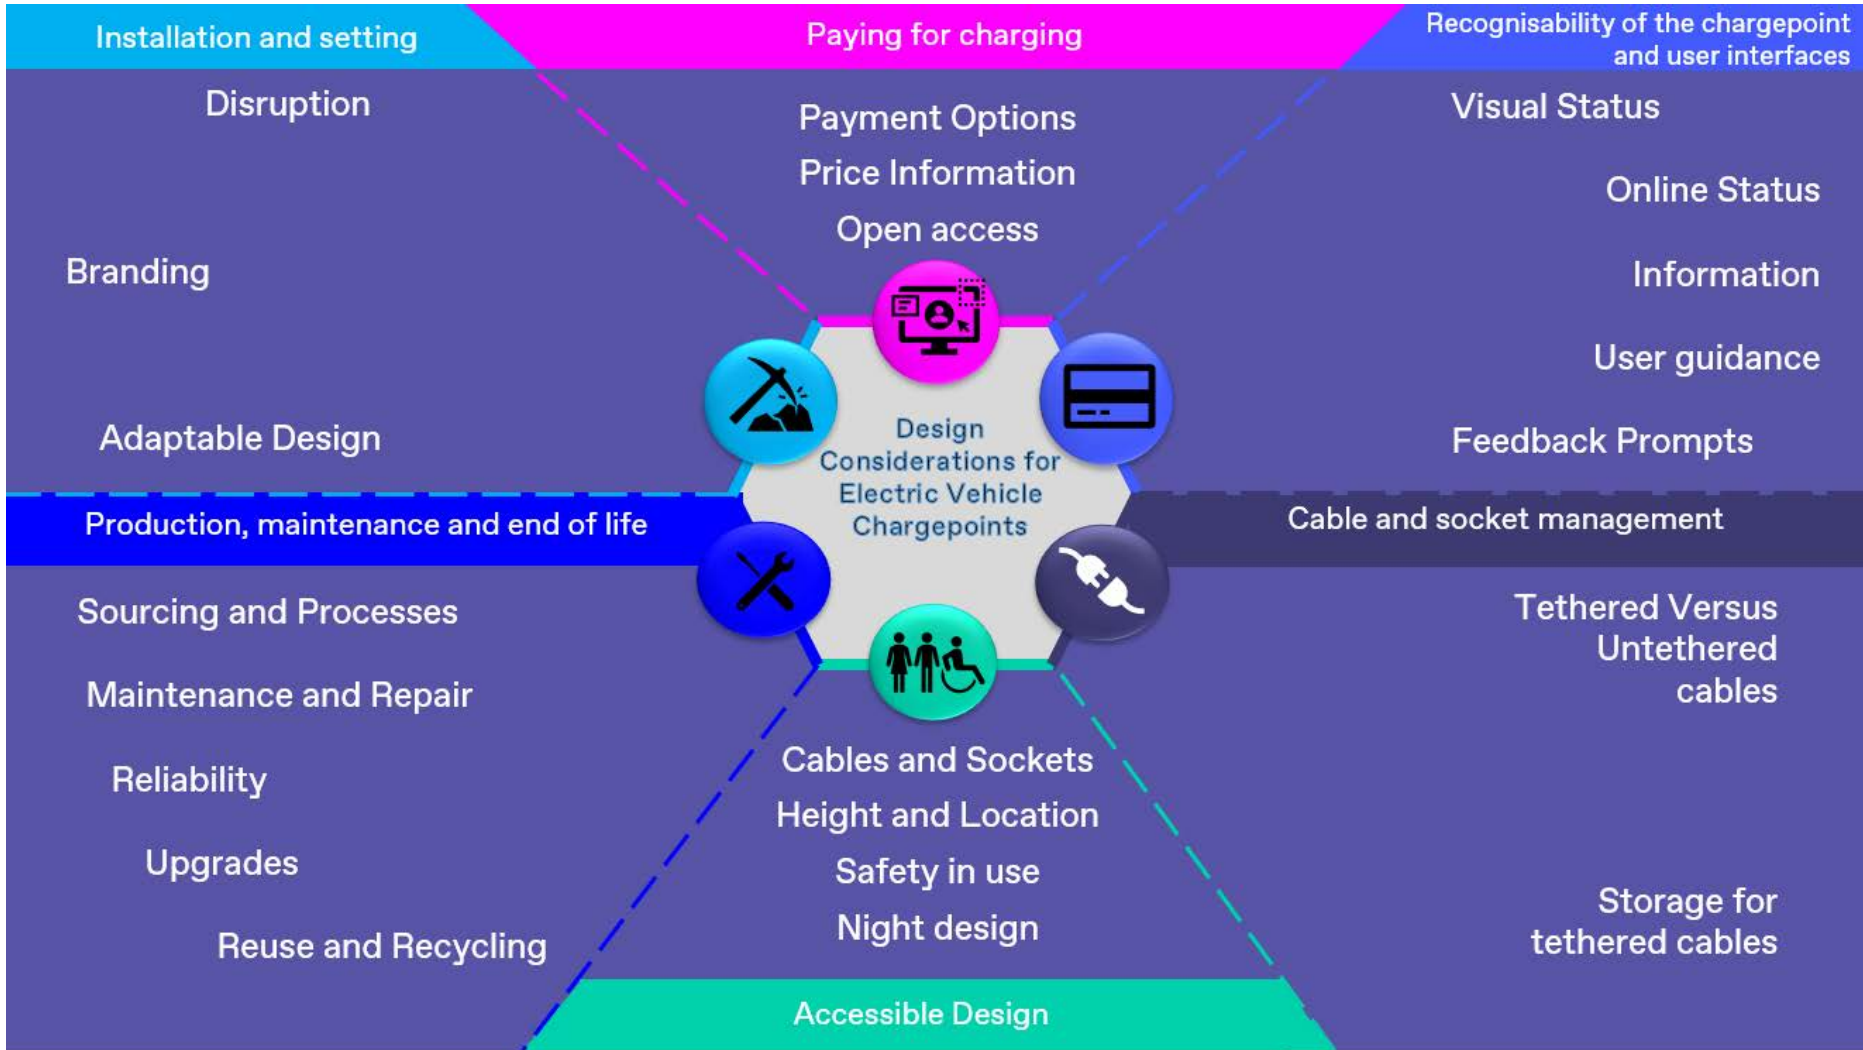 Installation and setting
Disruption
Branding
Adaptable Design
Paying for charging
Payment Options
Price Information
Open access
Recognisability of the chargepoint
and user interfaces
Visual Status
Online Status
Information
User guidance
Feedback Prompts
Design
Considerations for
Electric Vehicle
Chargepoints
Production, maintenance and end of life
Sourcing and Processes
Maintenance and Repair
Reliability
Upgrades
Reuse and Recycling
Cables and Sockets
Height and Location
Safety in use
Night design
Accessible Design
Cable and socket management
Tethered Versus
Untethered
cables
Storage for
tethered cables